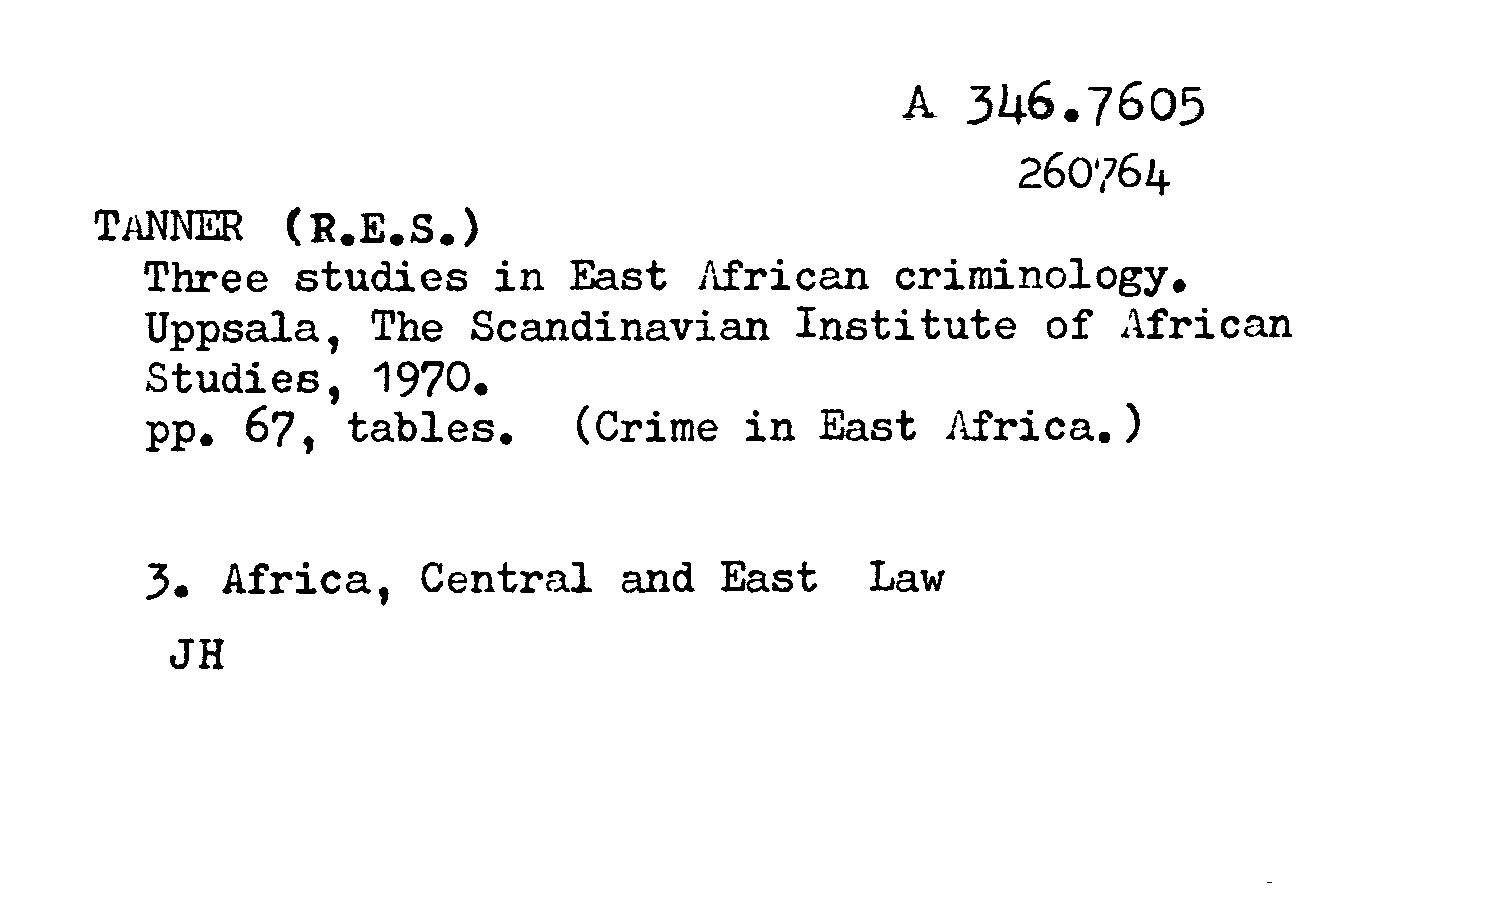 A 346.7605
260764
TANNER (R.E.S.)
Three studies in East African criminology.
Uppsala, The Scandinavian Institute of African
Studies, 1970.
pp. 67, tables. (Crime in East Africa.)
3. Africa, Central and East Law
JH